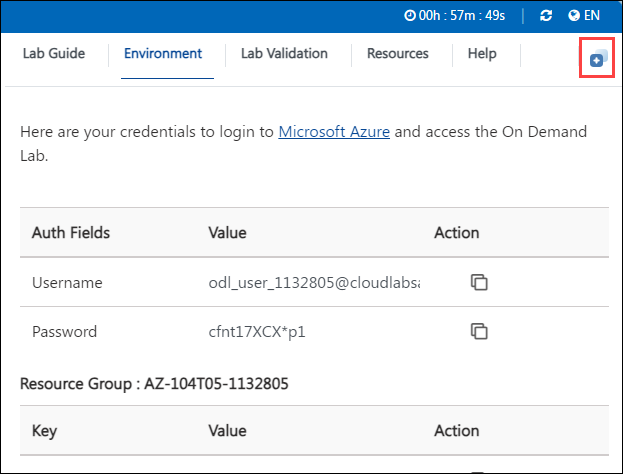 00h : 57m : 49s EN
Lab Guide Environment Lab Validation Resources Help
Here are your credentials to login to Microsoft Azure and access the On Demand
Lab.
Auth Fields Value Action
Username odl_user_1132805@cloudlabsa
Password cfnt17XCX*p1
Resource Group : AZ-104T05-1132805
Key Value Action